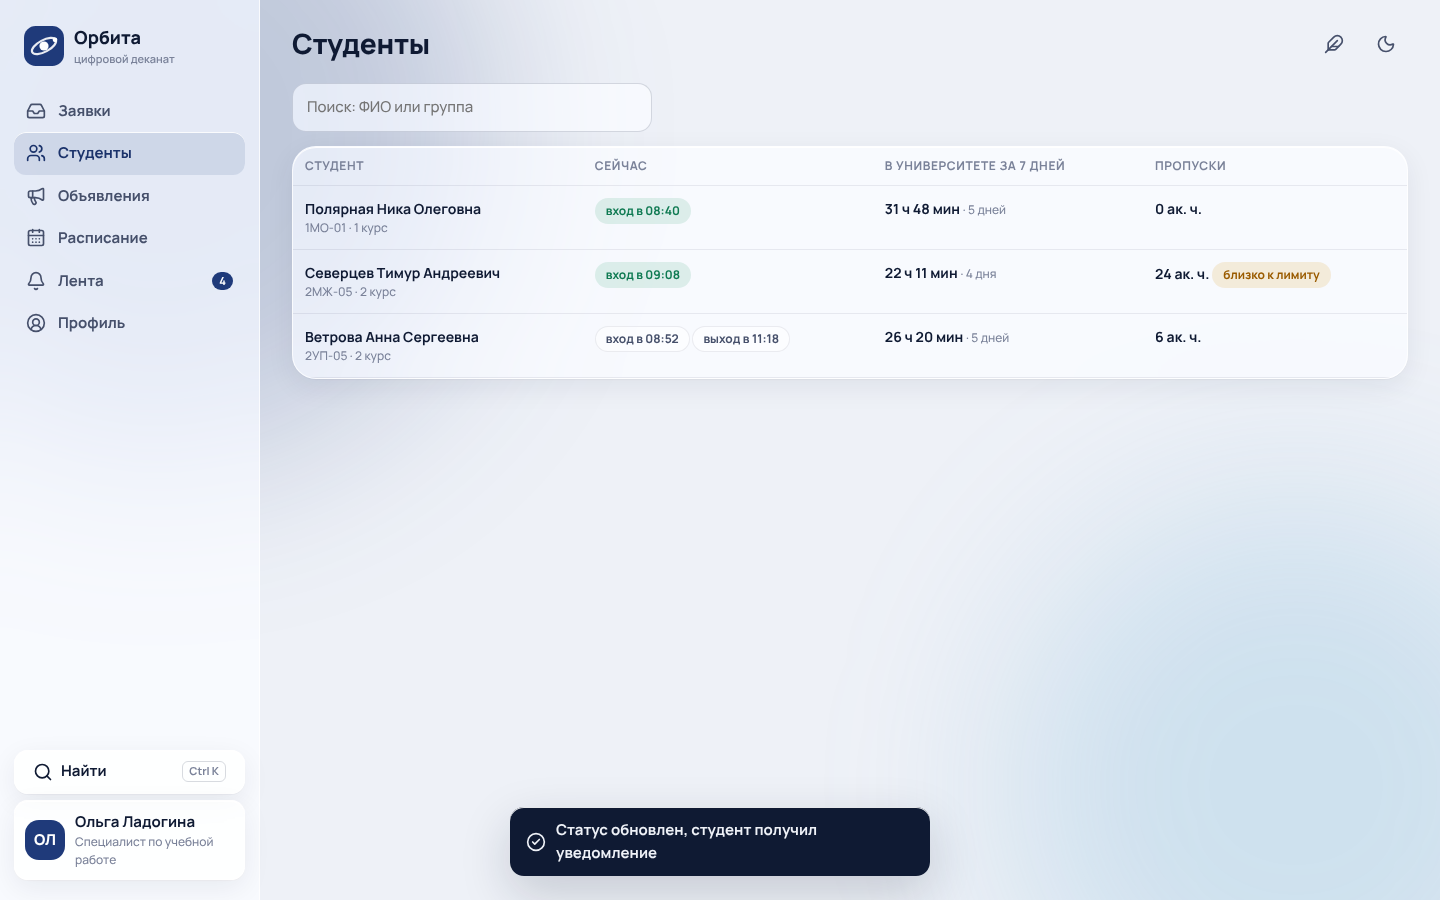 Орбита
цифровой деканат
Заявки
Студенты
Объявления
Расписание
Лента 4
Профиль
Найти Ctrl K
ОЛ
Ольга Ладогина
Специалист по учебной
работе
Студенты
Поиск: ФИО или группа
СТУДЕНТ СЕЙЧАС В УНИВЕРСИТЕТЕ ЗА 7 ДНЕЙ ПРОПУСКИ
Полярная Ника Олеговна вход в 08:40 31 ч 48 мин · 5 дней 0 ак. ч.
1МО-01 · 1 курс
Северцев Тимур Андреевич вход в 09:08 22 ч 11 мин · 4 дня 24 ак. ч. близко к лимиту
2МЖ-05 · 2 курс
Ветрова Анна Сергеевна вход в 08:52 выход в 11:18 26 ч 20 мин · 5 дней 6 ак. ч.
2УП-05 · 2 курс
Статус обновлен, студент получил
уведомление